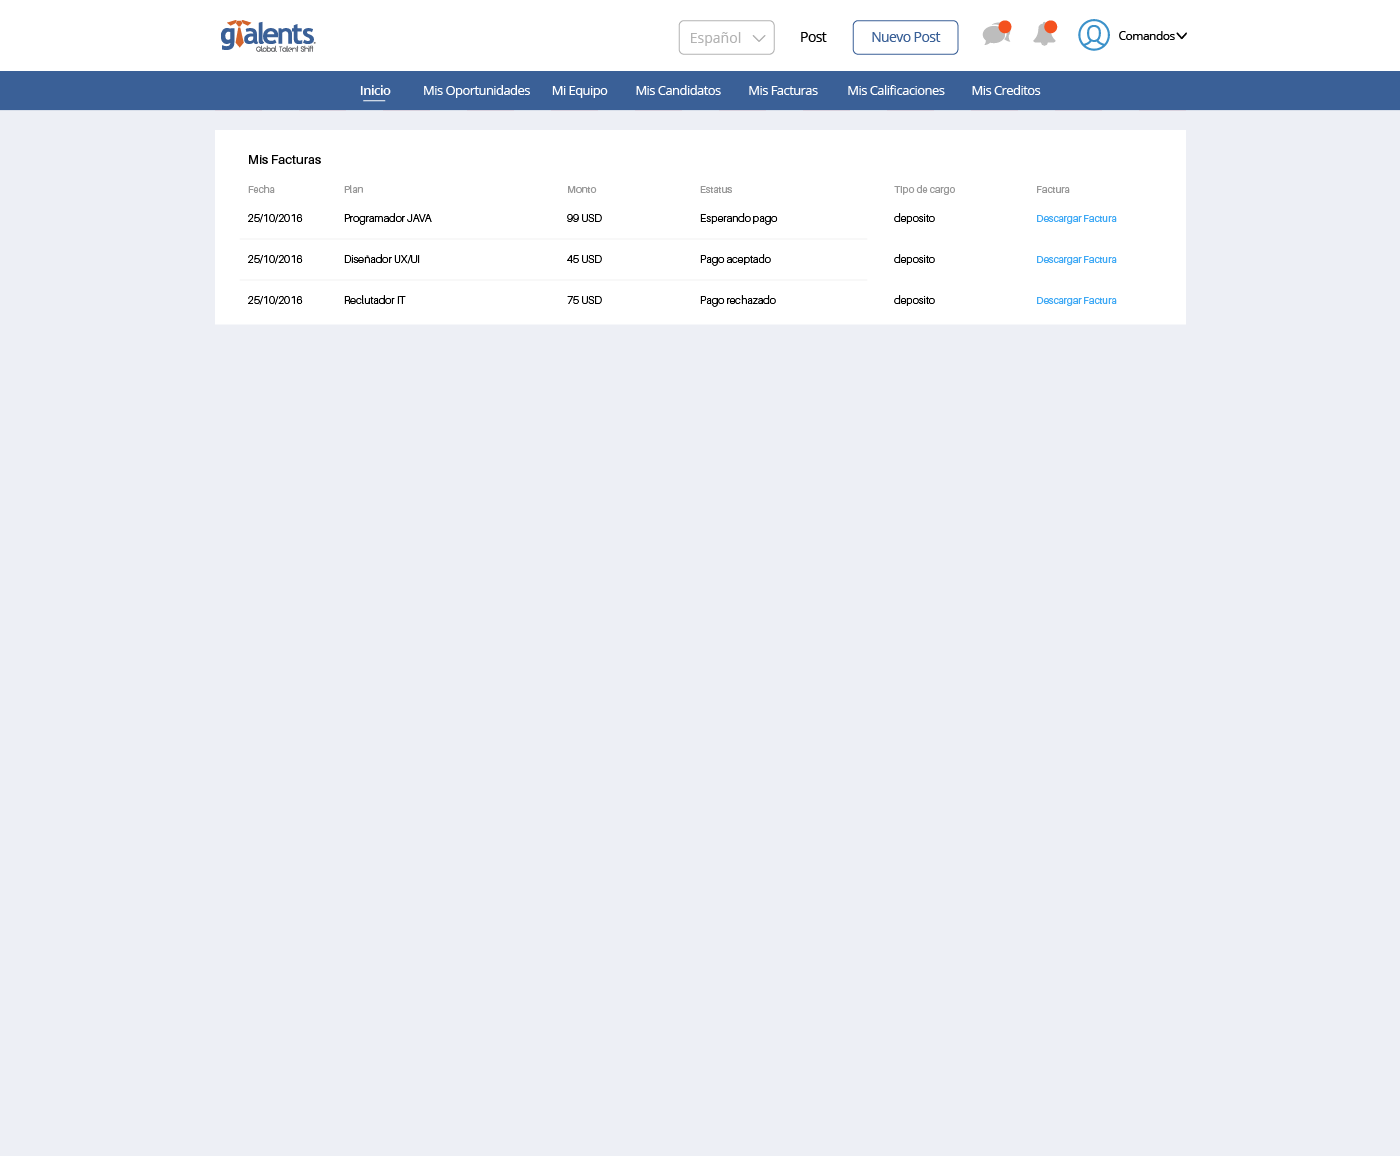 gtalents.
Global Talent Shift
Español
Post
Nuevo Post
Comandos
Inicio Mis Oportunidades Mi Equipo Mis Candidatos Mis Facturas Mis Calificaciones Mis Creditos
Mis Facturas
Fecha Plan Monto Estatus Tipo de cargo Factura
25/10/2016 Programador JAVA 99 USD Esperando pago deposito Descargar Factura
25/10/2016 Diseñador UX/UI 45 USD Pago aceptado deposito Descargar Factura
25/10/2016 Reclutador IT 75 USD Pago rechazado deposito Descargar Factura